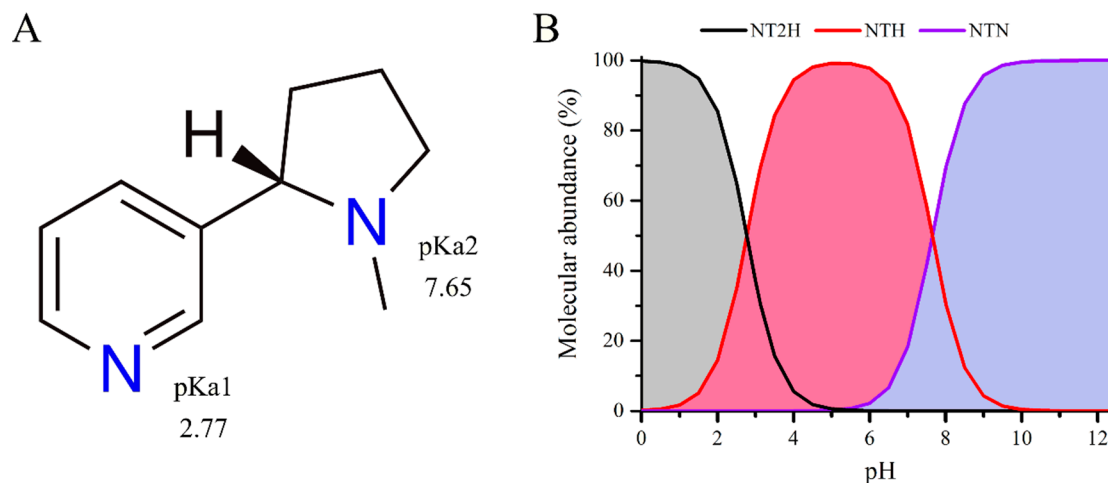 A
H
N
pKa2
7.65
N
pKa1
2.77
B
NT2H NTH NTN
Molecular abundance (%)
100
80
60
40
20
0
0 2 4 6 8 10 12
pH